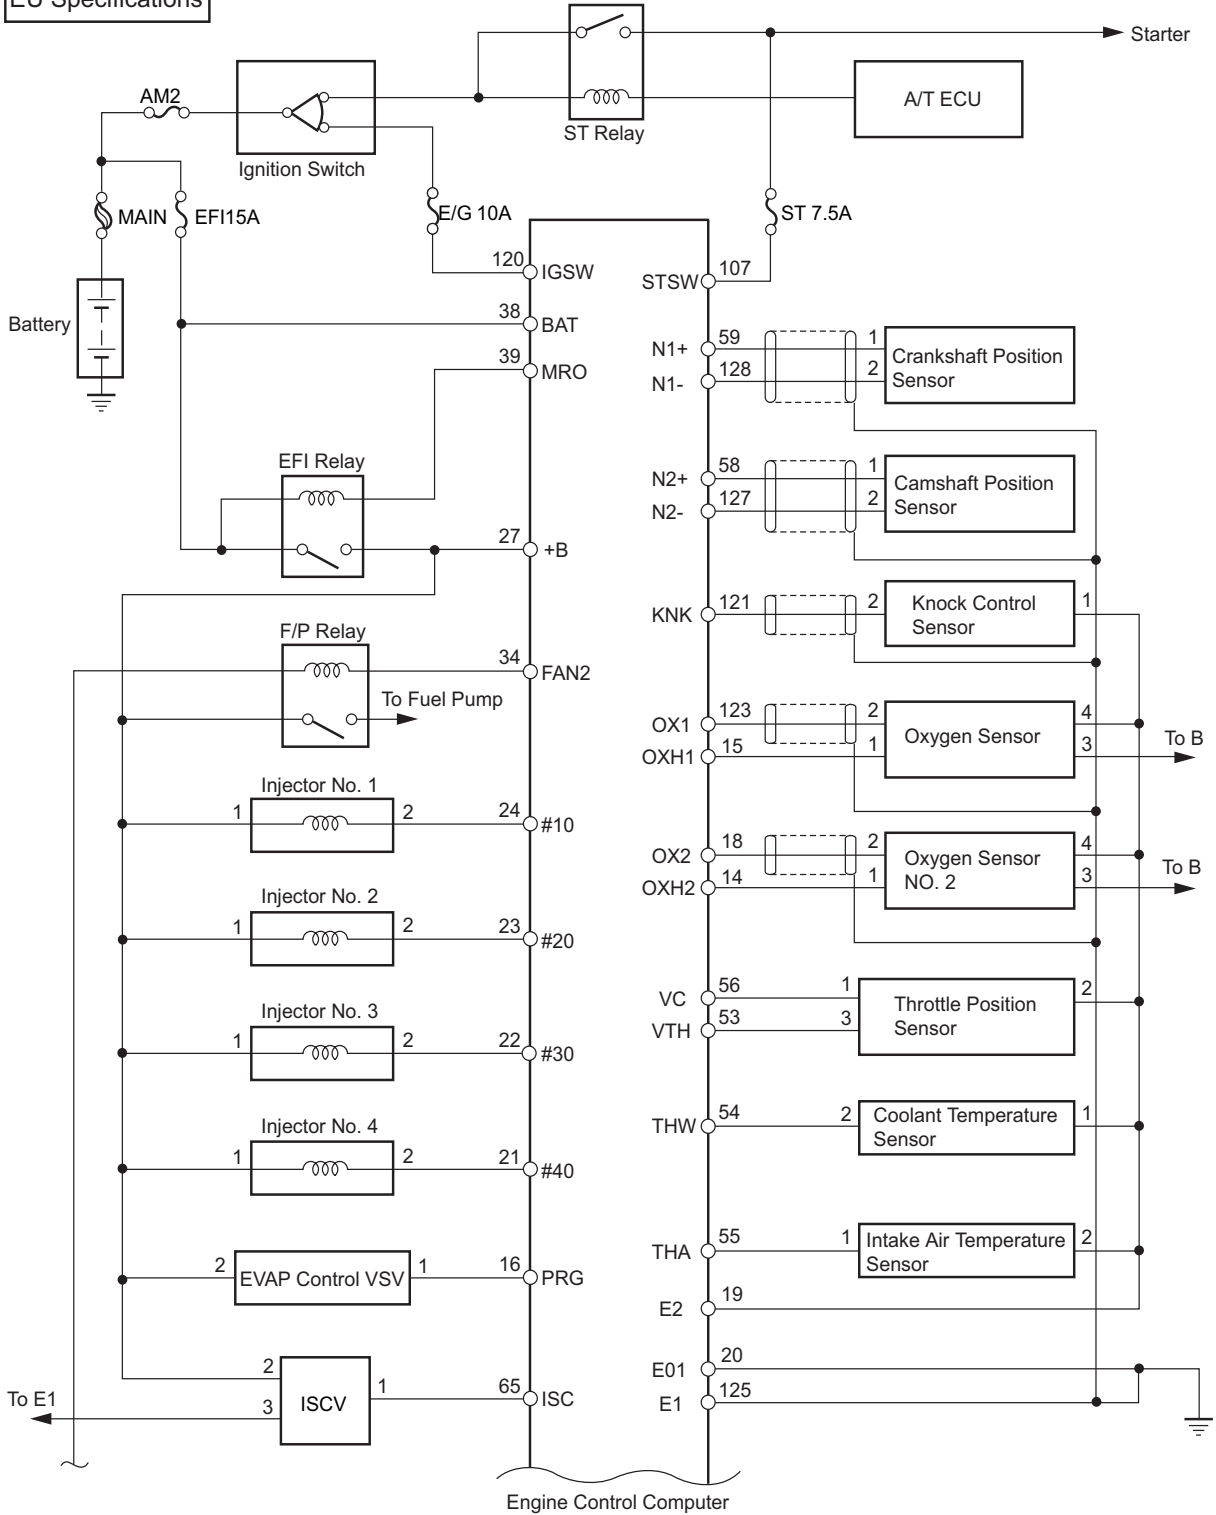 EU Specifications
Starter
AM2
A/T ECU
ST Relay
Ignition Switch
MAIN
EFI15A
E/G 10A
ST 7.5A
Battery
120
IGSW
STSW
107
38
BAT
39
MRO
N1+
59
1
Crankshaft Position
Sensor
N1-
128
2
EFI Relay
N2+
58
1
Camshaft Position
Sensor
N2-
127
2
27
+B
KNK
121
2
Knock Control
Sensor
1
F/P Relay
34
FAN2
To Fuel Pump
OX1
123
2
Oxygen Sensor
4
OXH1
15
1
3
To B
Injector No. 1
1
2
24
#10
OX2
18
2
Oxygen Sensor
NO. 2
4
OXH2
14
1
3
To B
Injector No. 2
1
2
23
#20
VC
56
1
Throttle Position
Sensor
2
VTH
53
3
Injector No. 3
1
2
22
#30
THW
54
2
Coolant Temperature
Sensor
1
Injector No. 4
1
2
21
#40
THA
55
1
Intake Air Temperature
Sensor
2
2
EVAP Control VSV
1
16
PRG
E2
19
E01
20
2
ISCV
1
65
ISC
To E1
3
E1
125
Engine Control Computer